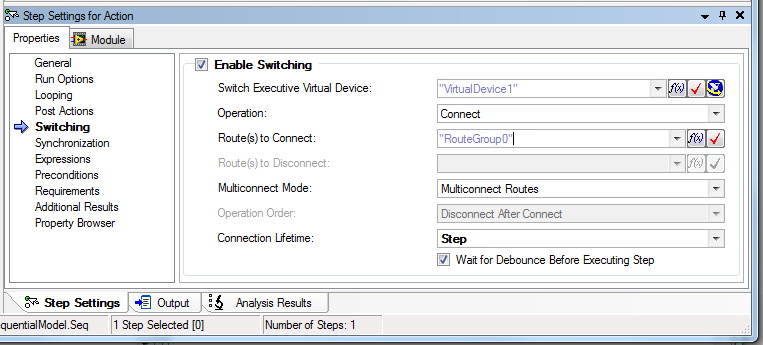 Step Settings for Action
Properties Module
General
Run Options
Looping
Post Actions
Switching
Synchronization
Expressions
Preconditions
Requirements
Additional Results
Property Browser
Enable Switching
Switch Executive Virtual Device: "VirtualDevice1" f(x)
Operation: Connect
Route(s) to Connect: "RouteGroup0" f(x)
Route(s) to Disconnect: f(x)
Multiconnect Mode: Multiconnect Routes
Operation Order: Disconnect After Connect
Connection Lifetime: Step
Wait for Debounce Before Executing Step
Step Settings Output Analysis Results
quentialModel.Seq 1 Step Selected [0] Number of Steps: 1